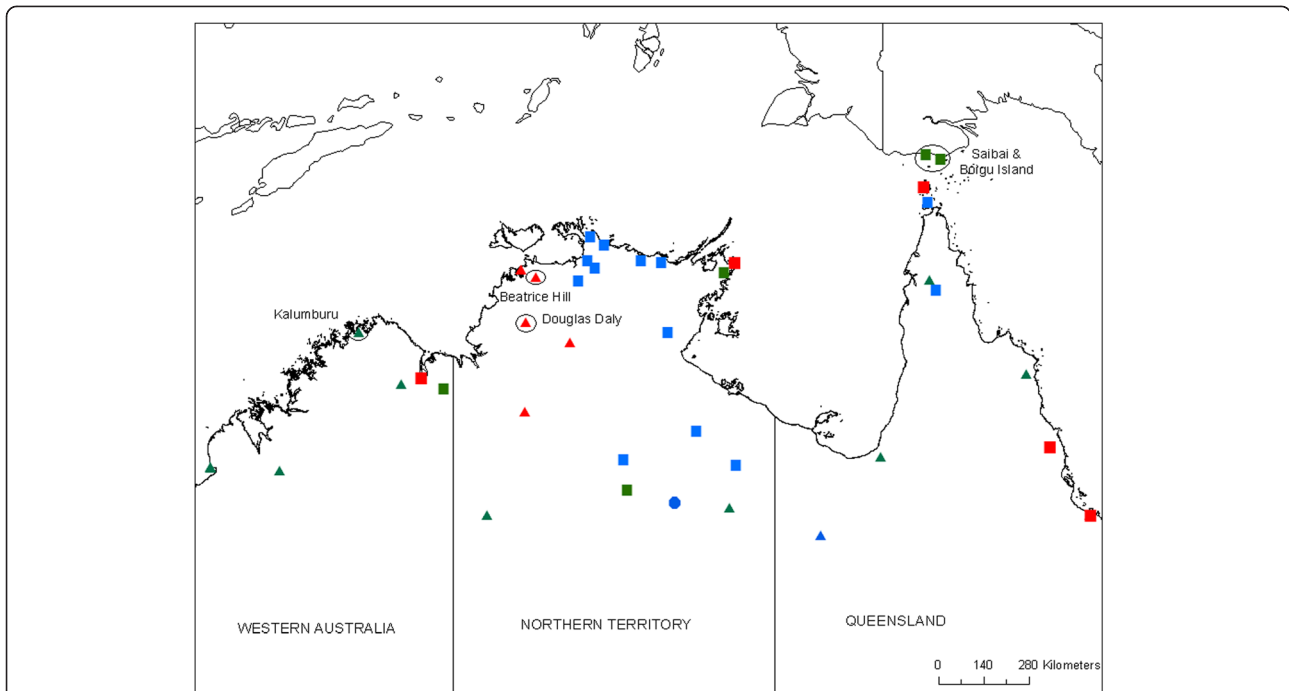 Saibai &
Boigu Island
Beatrice Hill
Douglas Daly
Kalumburu
WESTERN AUSTRALIA
NORTHERN TERRITORY
QUEENSLAND
0 140 280 Kilometers